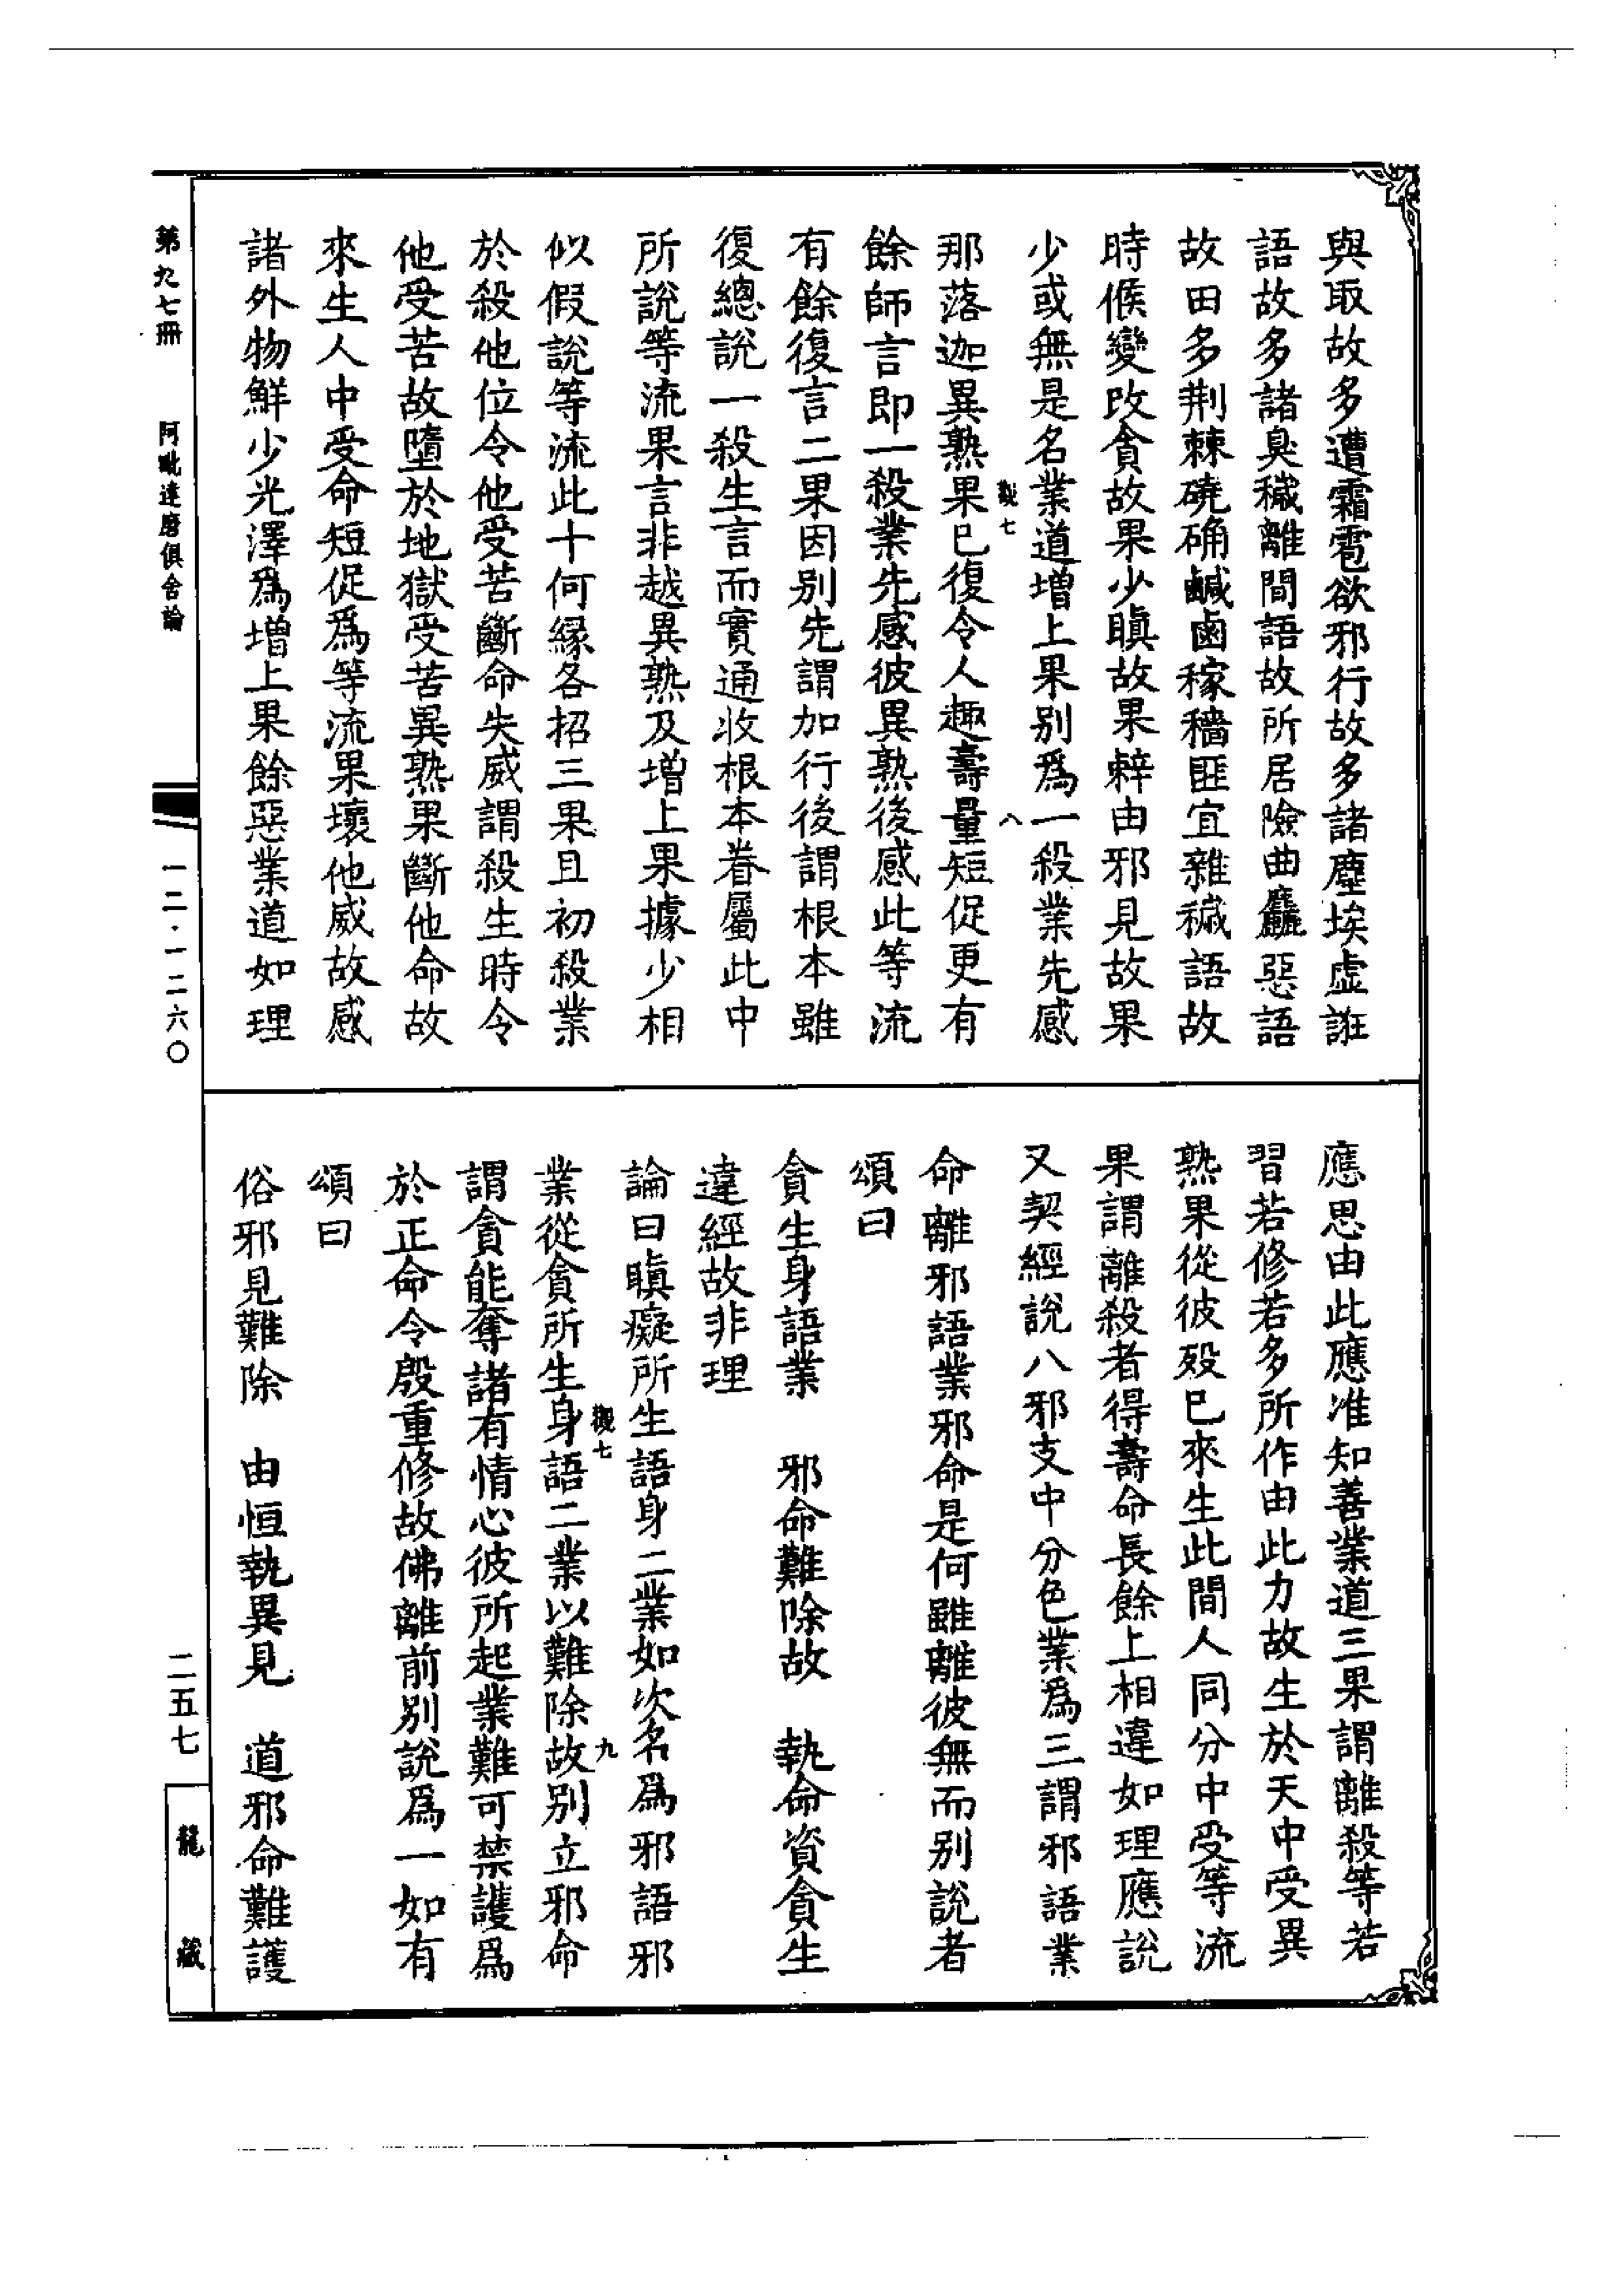 與取故多遭霜雹欲邪行故多諸塵埃虛誑
語故多諸臭穢離間語故所居險曲麤惡語
故田多荆棘磽确鹹鹵稼穡匪宜雜穢語故
時候變改貪故果少瞋故果辢由邪見故果
少或無是名業道增上果別爲一殺業先感
觀七 八
那落迦異熟果已復令人趣壽量短促更有
餘師言即一殺業先感彼異熟後感此等流
有餘復言二果因別先謂加行後謂根本雖
復總說一殺生言而實通收根本眷屬此中
所說等流果言非越異熟及增上果據少相
似假說等流此十何緣各招三果且初殺業
於殺他位令他受苦斷命失威謂殺生時令
他受苦故墮於地獄受苦異熟果斷他命故
來生人中受命短促爲等流果壞他威故感
諸外物鮮少光澤爲增上果餘惡業道如理
應思由此應准知善業道三果謂離殺等若
習若修若多所作由此力故生於天中受異
熟果從彼歿已來生此間人同分中受等流
果謂離殺者得壽命長餘上相違如理應說
又契經說八邪支中分色業爲三謂邪語業
命離邪語業邪命是何雖離彼無而別說者
頌曰
貪生身語業 邪命難除故 執命資貪生
違經故非理
論曰瞋癡所生語身二業如次名爲邪語邪
觀七 九
業從貪所生身語二業以難除故別立邪命
謂貪能奪諸有情心彼所起業難可禁護爲
於正命令殷重修故佛離前別說爲一如有
頌曰
俗邪見難除 由恒執異見 道邪命難護
第九七冊 阿毗達磨俱舍論
一二·一二六〇
二五七
龍藏